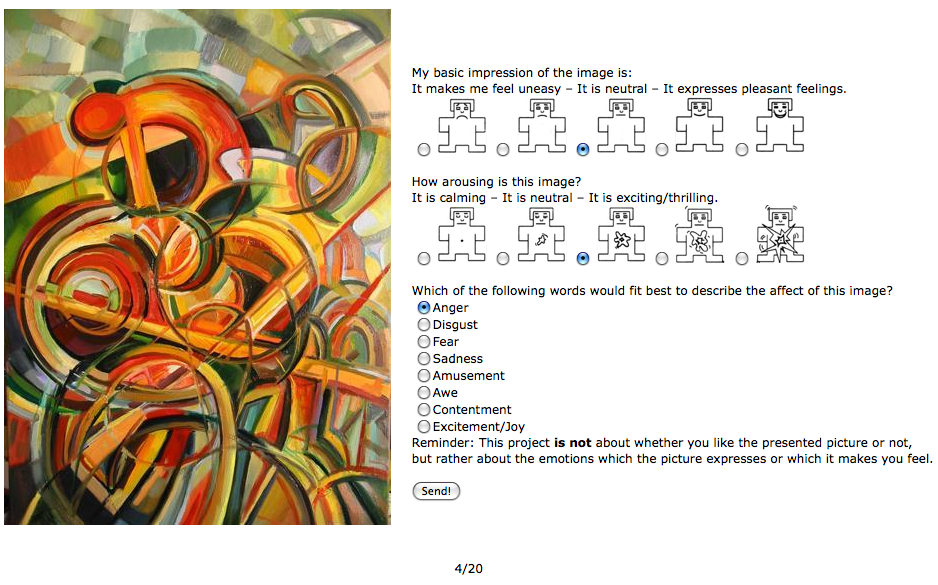 My basic impression of the image is:
It makes me feel uneasy – It is neutral – It expresses pleasant feelings.
How arousing is this image?
It is calming – It is neutral – It is exciting/thrilling.
Which of the following words would fit best to describe the affect of this image?
Anger
Disgust
Fear
Sadness
Amusement
Awe
Contentment
Excitement/Joy
Reminder: This project is not about whether you like the presented picture or not,
but rather about the emotions which the picture expresses or which it makes you feel.
Send!
4/20